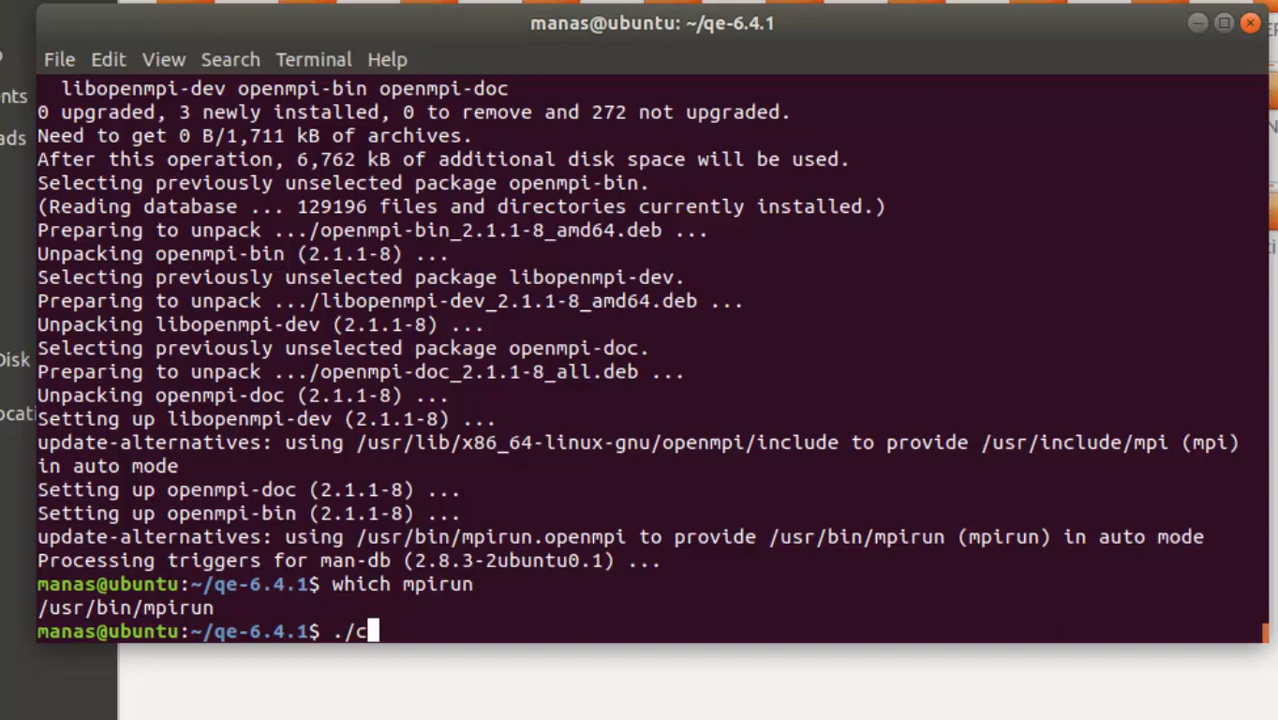 manas@ubuntu: ~/qe-6.4.1
File Edit View Search Terminal Help
libopenmpi-dev openmpi-bin openmpi-doc
0 upgraded, 3 newly installed, 0 to remove and 272 not upgraded.
Need to get 0 B/1,711 kB of archives.
After this operation, 6,762 kB of additional disk space will be used.
Selecting previously unselected package openmpi-bin.
(Reading database ... 129196 files and directories currently installed.)
Preparing to unpack .../openmpi-bin_2.1.1-8_amd64.deb ...
Unpacking openmpi-bin (2.1.1-8) ...
Selecting previously unselected package libopenmpi-dev.
Preparing to unpack .../libopenmpi-dev_2.1.1-8_amd64.deb ...
Unpacking libopenmpi-dev (2.1.1-8) ...
Selecting previously unselected package openmpi-doc.
Preparing to unpack .../openmpi-doc_2.1.1-8_all.deb ...
Unpacking openmpi-doc (2.1.1-8) ...
Setting up libopenmpi-dev (2.1.1-8) ...
update-alternatives: using /usr/lib/x86_64-linux-gnu/openmpi/include to provide /usr/include/mpi (mpi)
in auto mode
Setting up openmpi-doc (2.1.1-8) ...
Setting up openmpi-bin (2.1.1-8) ...
update-alternatives: using /usr/bin/mpirun.openmpi to provide /usr/bin/mpirun (mpirun) in auto mode
Processing triggers for man-db (2.8.3-2ubuntu0.1) ...
manas@ubuntu:~/qe-6.4.1$ which mpirun
/usr/bin/mpirun
manas@ubuntu:~/qe-6.4.1$ ./c
nts
ads
Disk
ocati